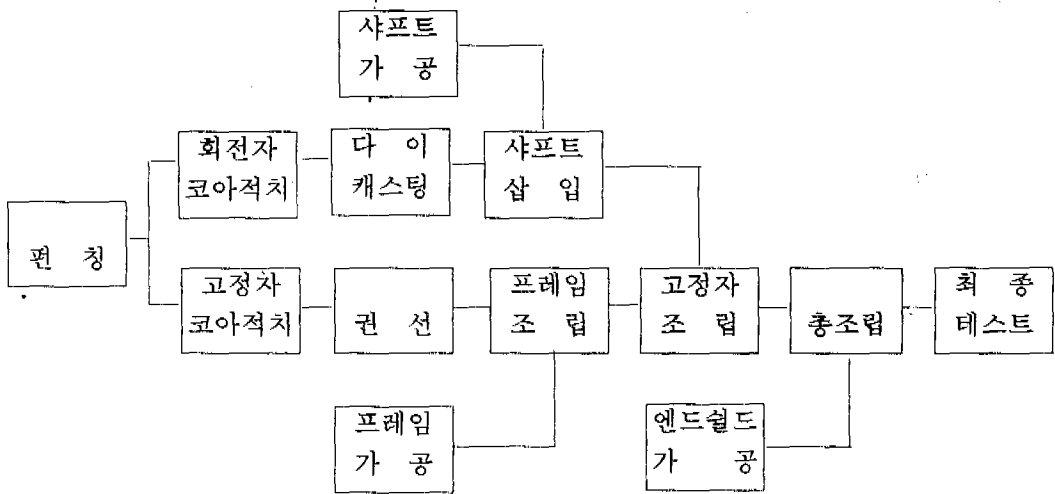 샤프트
가 공
회전자
코아적치
다 이
캐스팅
샤프트
삽 입
펀 칭
고정차
코아적치
권 선
프레임
조 립
고정자
조 립
총조립
최 종
테스트
프레임
가 공
엔드쉴드
가 공